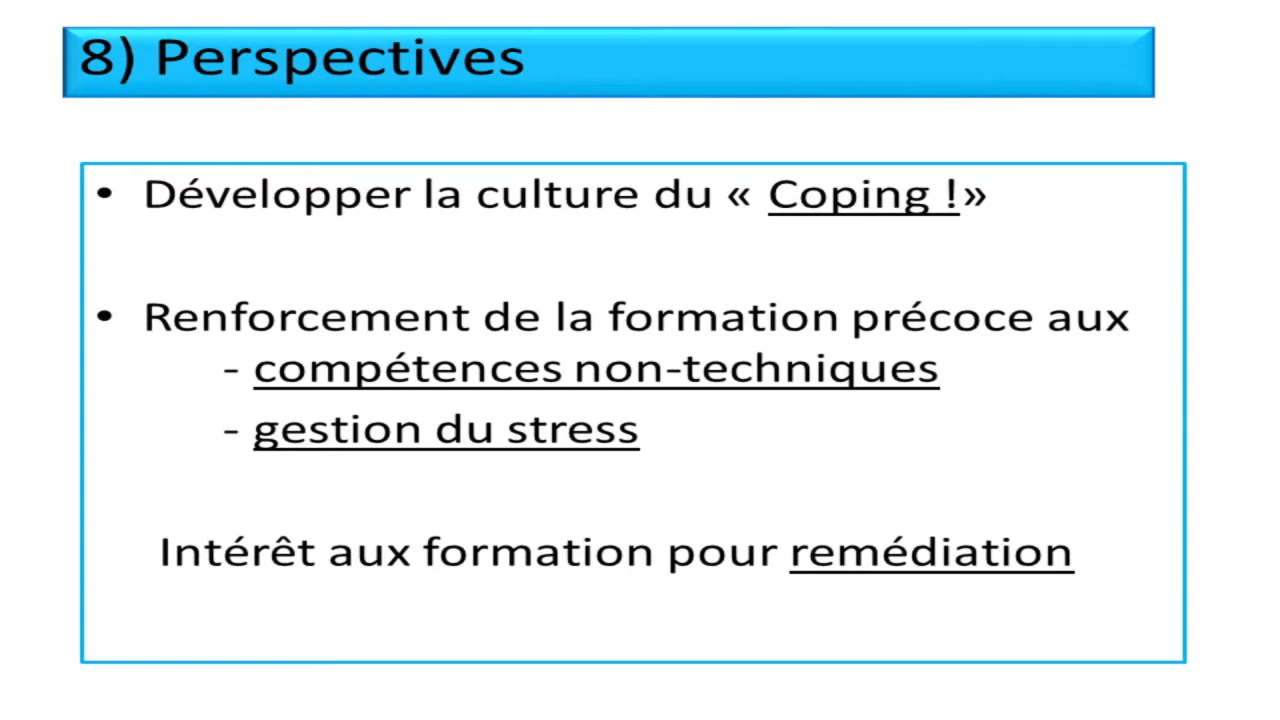 8) Perspectives
• Développer la culture du « Coping !»
• Renforcement de la formation précoce aux
- compétences non-techniques
- gestion du stress
Intérêt aux formation pour remédiation